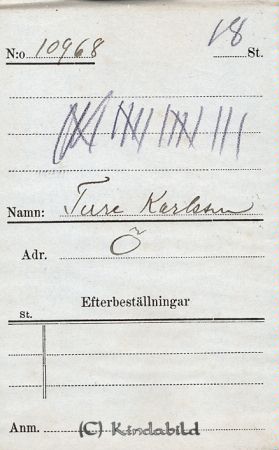 N:o 10968 18 St.
Namn: Ture Karlsson
Adr. Ö
Efterbeställningar
St.
Anm.
(C) Kindabild